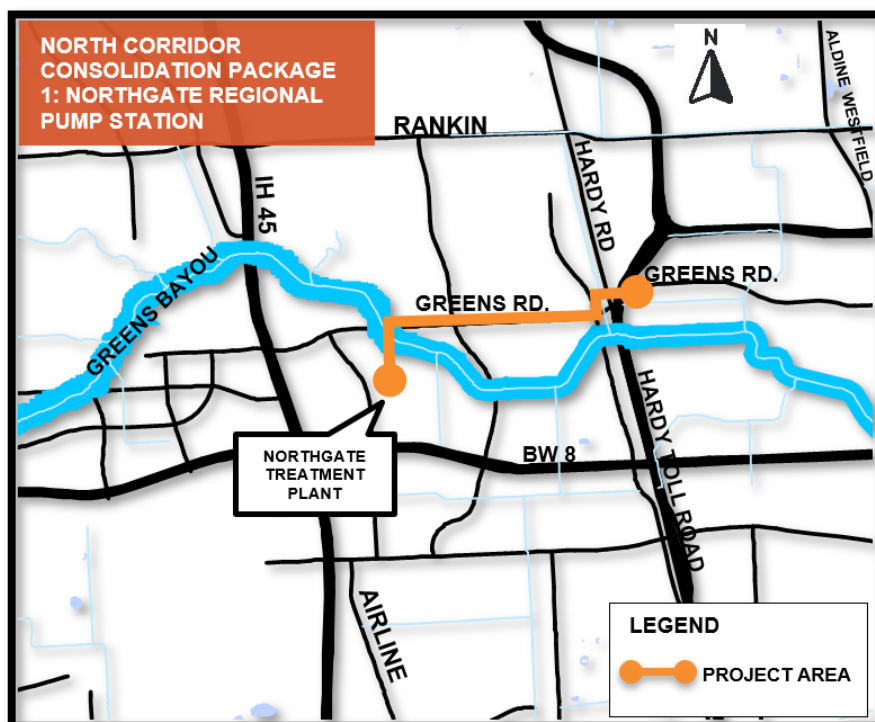 NORTH CORRIDOR
CONSOLIDATION PACKAGE
1: NORTHGATE REGIONAL
PUMP STATION
N
ALDINE WESTFIELD
RANKIN
HARDY RD
IH 45
GREENS BAYOU
GREENS RD.
GREENS RD.
HARDY TOLL ROAD
BW 8
NORTHGATE
TREATMENT
PLANT
AIRLINE
LEGEND
PROJECT AREA